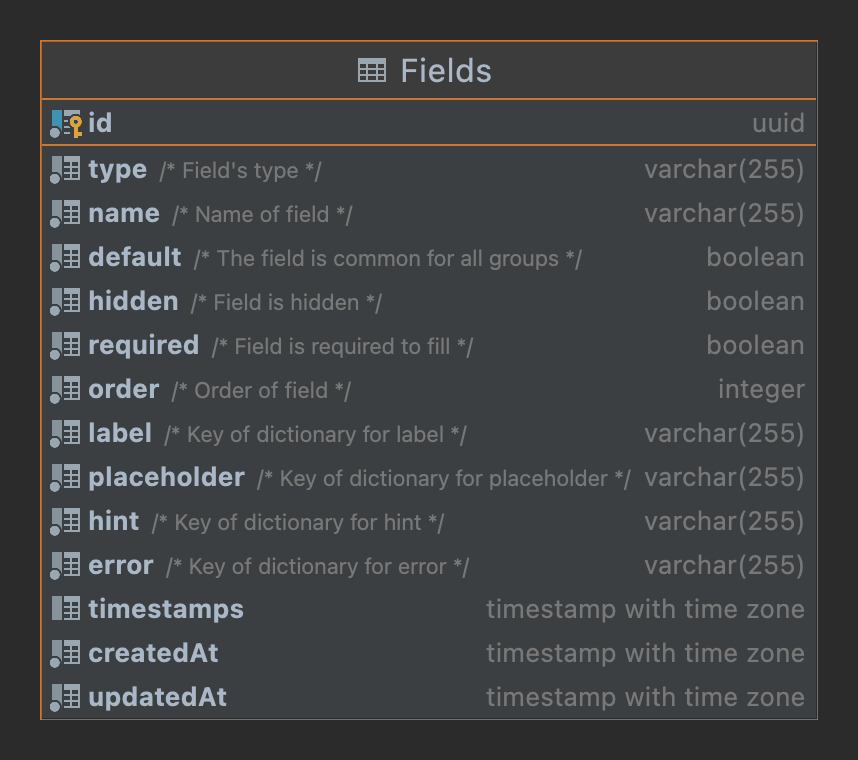 Fields
id uuid
type /* Field's type */ varchar(255)
name /* Name of field */ varchar(255)
default /* The field is common for all groups */ boolean
hidden /* Field is hidden */ boolean
required /* Field is required to fill */ boolean
order /* Order of field */ integer
label /* Key of dictionary for label */ varchar(255)
placeholder /* Key of dictionary for placeholder */ varchar(255)
hint /* Key of dictionary for hint */ varchar(255)
error /* Key of dictionary for error */ varchar(255)
timestamps timestamp with time zone
createdAt timestamp with time zone
updatedAt timestamp with time zone